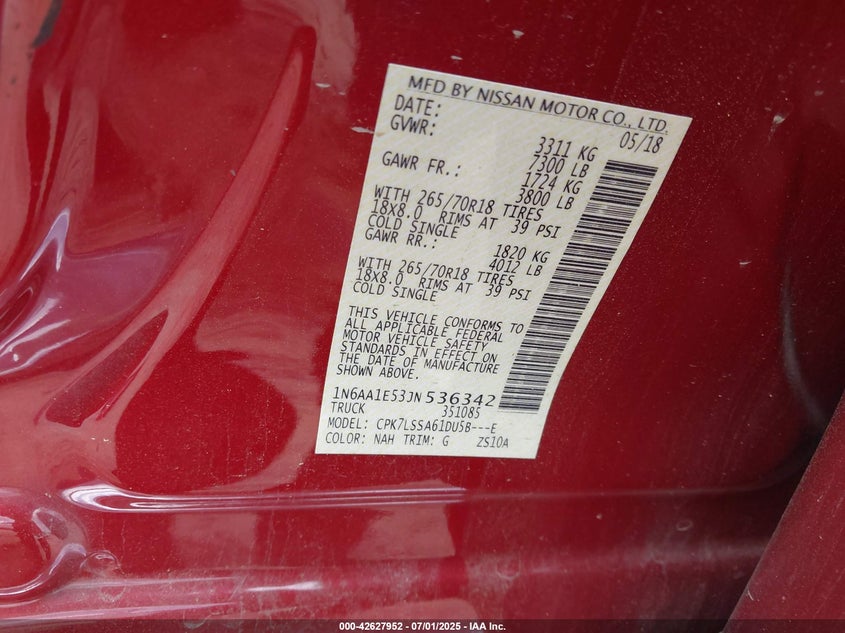 MFD BY NISSAN MOTOR CO., LTD.
DATE: 05/18
GVWR: 3311 KG
7300 LB
GAWR FR.: 1724 KG
3800 LB
WITH 265/70R18 TIRES
18X8.0 RIMS AT 39 PSI
COLD SINGLE
GAWR RR.: 1820 KG
4012 LB
WITH 265/70R18 TIRES
18X8.0 RIMS AT 39 PSI
COLD SINGLE
THIS VEHICLE CONFORMS TO
ALL APPLICABLE FEDERAL
MOTOR VEHICLE SAFETY
STANDARDS IN EFFECT ON
THE DATE OF MANUFACTURE
SHOWN ABOVE.
1N6AA1E53JN536342
TRUCK 351085
MODEL: CPK7LSSA61DU5B---E
COLOR: NAH TRIM: G ZS10A
000-42627952 • 07/01/2025 - IAA Inc.